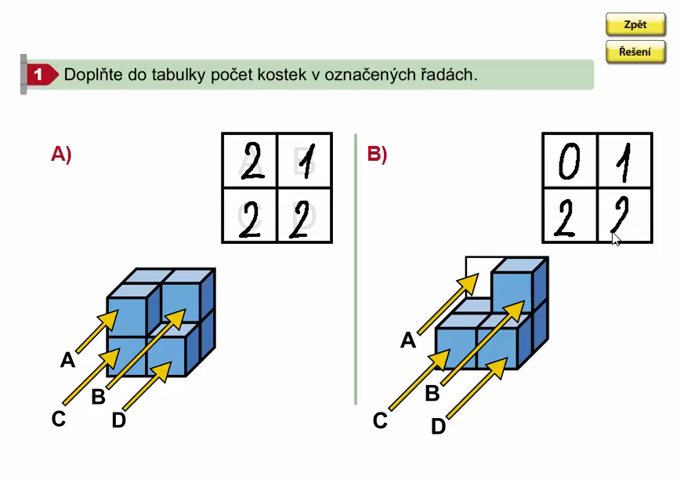 Zpět
Řešení
1 Doplňte do tabulky počet kostek v označených řadách.
A) B)
2 1
2 2
0 1
2 2
A
C
B
D
A
C
B
D